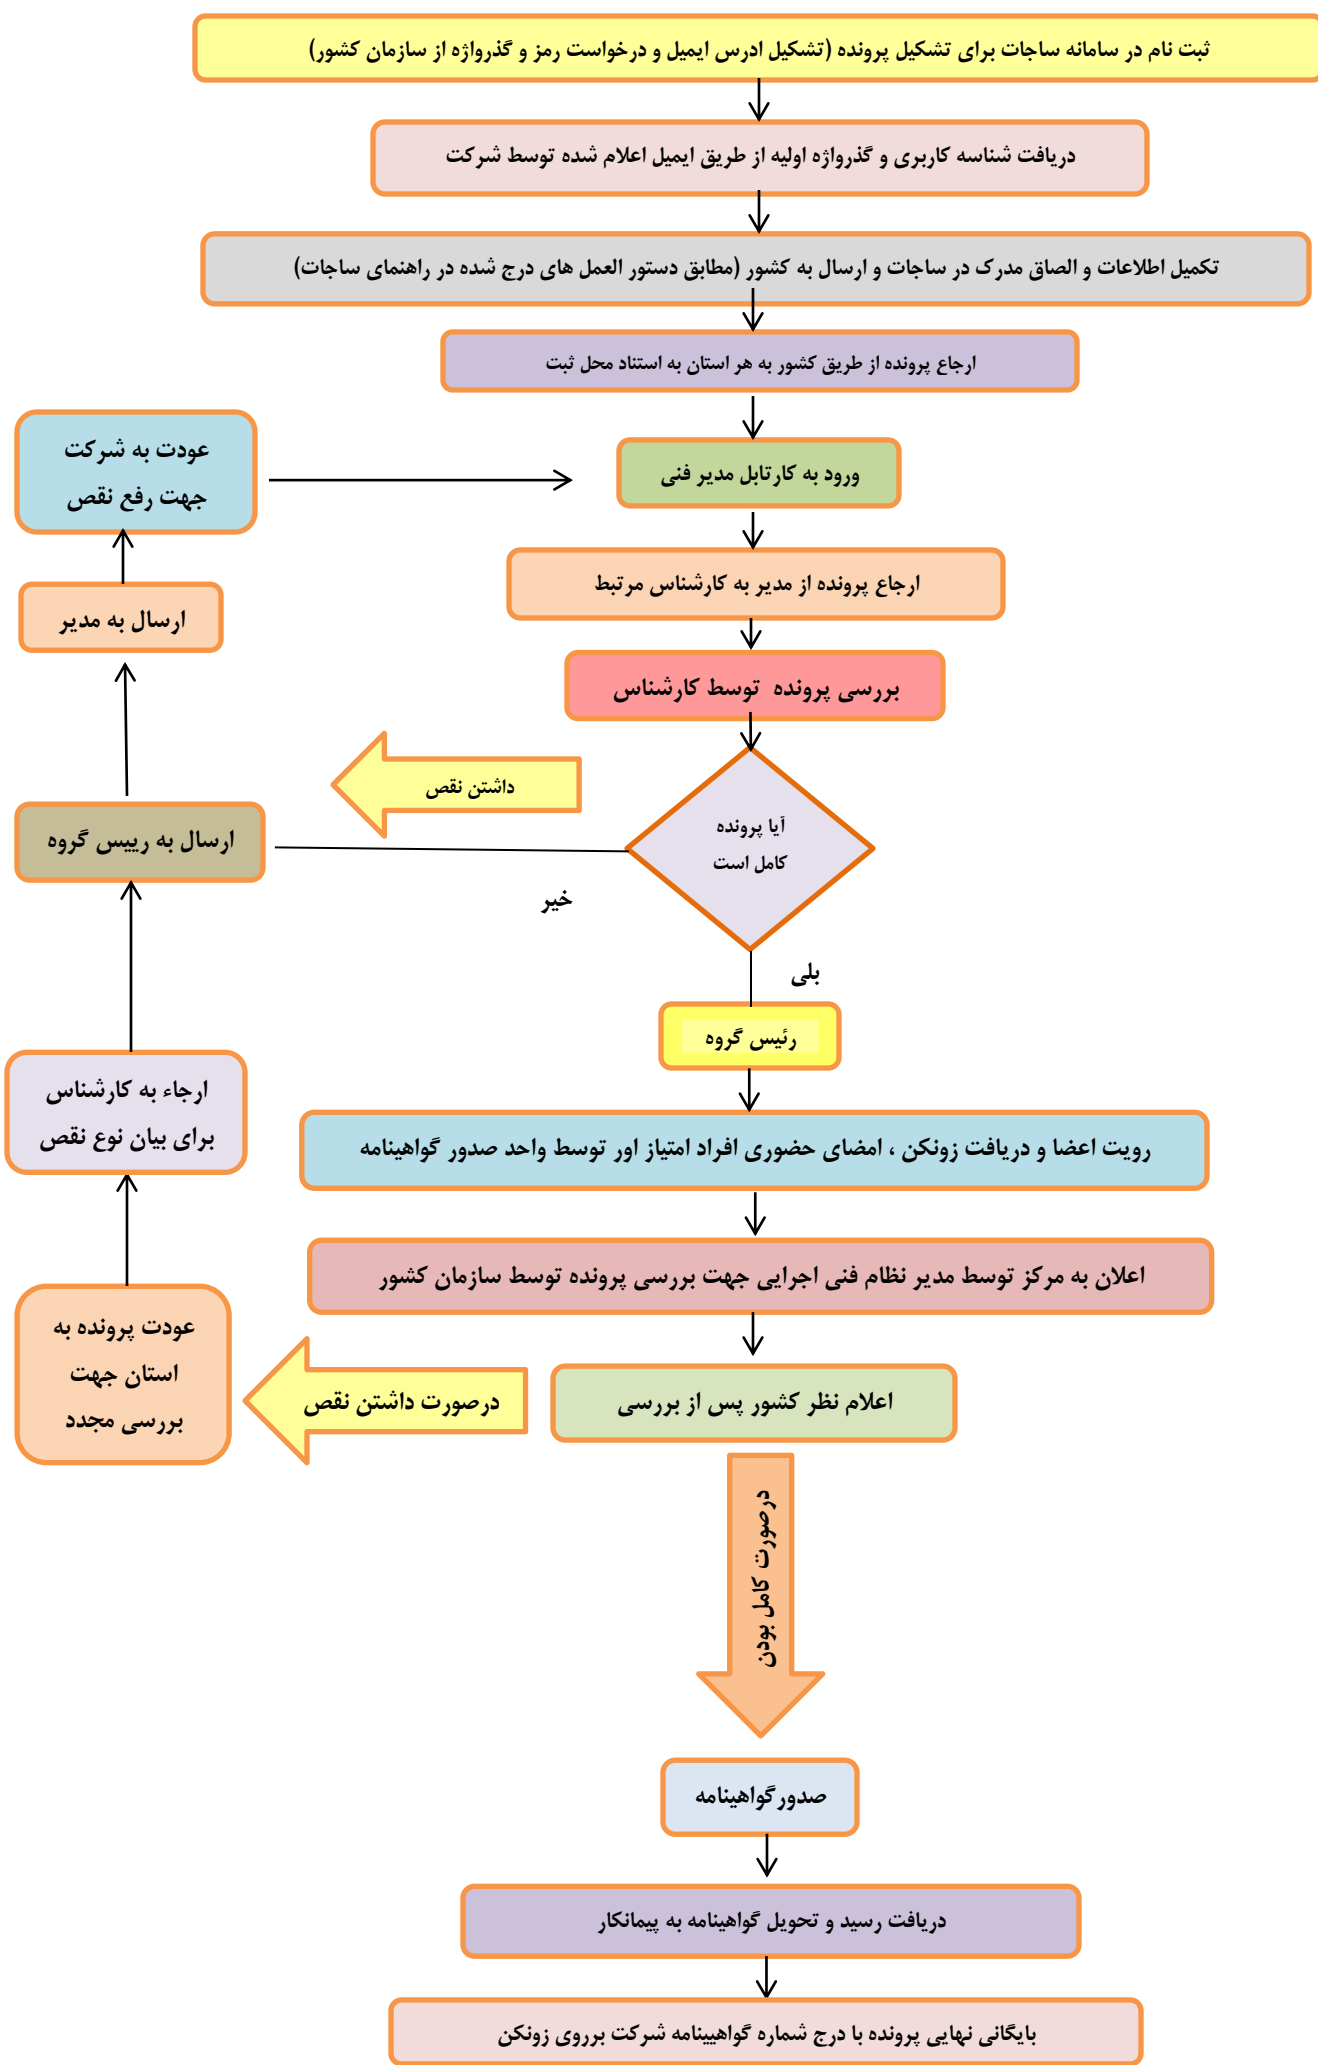 ثبت نام در سامانه ساجات برای تشکیل پرونده (تشکیل ادرس ایمیل و درخواست رمز و گذرواژه از سازمان کشور)
دریافت شناسه کاربری و گذرواژه اولیه از طریق ایمیل اعلام شده توسط شرکت
تکمیل اطلاعات و الصاق مدرک در ساجات و ارسال به کشور (مطابق دستور العمل های درج شده در راهنمای ساجات)
ارجاع پرونده از طریق کشور به هر استان به استناد محل ثبت
ورود به کارتابل مدیر فنی
ارجاع پرونده از مدیر به کارشناس مرتبط
بررسی پرونده توسط کارشناس
آیا پرونده
کامل است
داشتن نقص
خیر
بلی
ارسال به رییس گروه
ارسال به مدیر
عودت به شرکت
جهت رفع نقص
رئیس گروه
رویت اعضا و دریافت زونکن ، امضای حضوری افراد امتیاز اور توسط واحد صدور گواهینامه
اعلان به مرکز توسط مدیر نظام فنی اجرایی جهت بررسی پرونده توسط سازمان کشور
اعلام نظر کشور پس از بررسی
درصورت داشتن نقص
عودت پرونده به
استان جهت
بررسی مجدد
ارجاء به کارشناس
برای بیان نوع نقص
درصورت کامل بودن
صدورگواهینامه
دریافت رسید و تحویل گواهینامه به پیمانکار
بایگانی نهایی پرونده با درج شماره گواهیینامه شرکت برروی زونکن